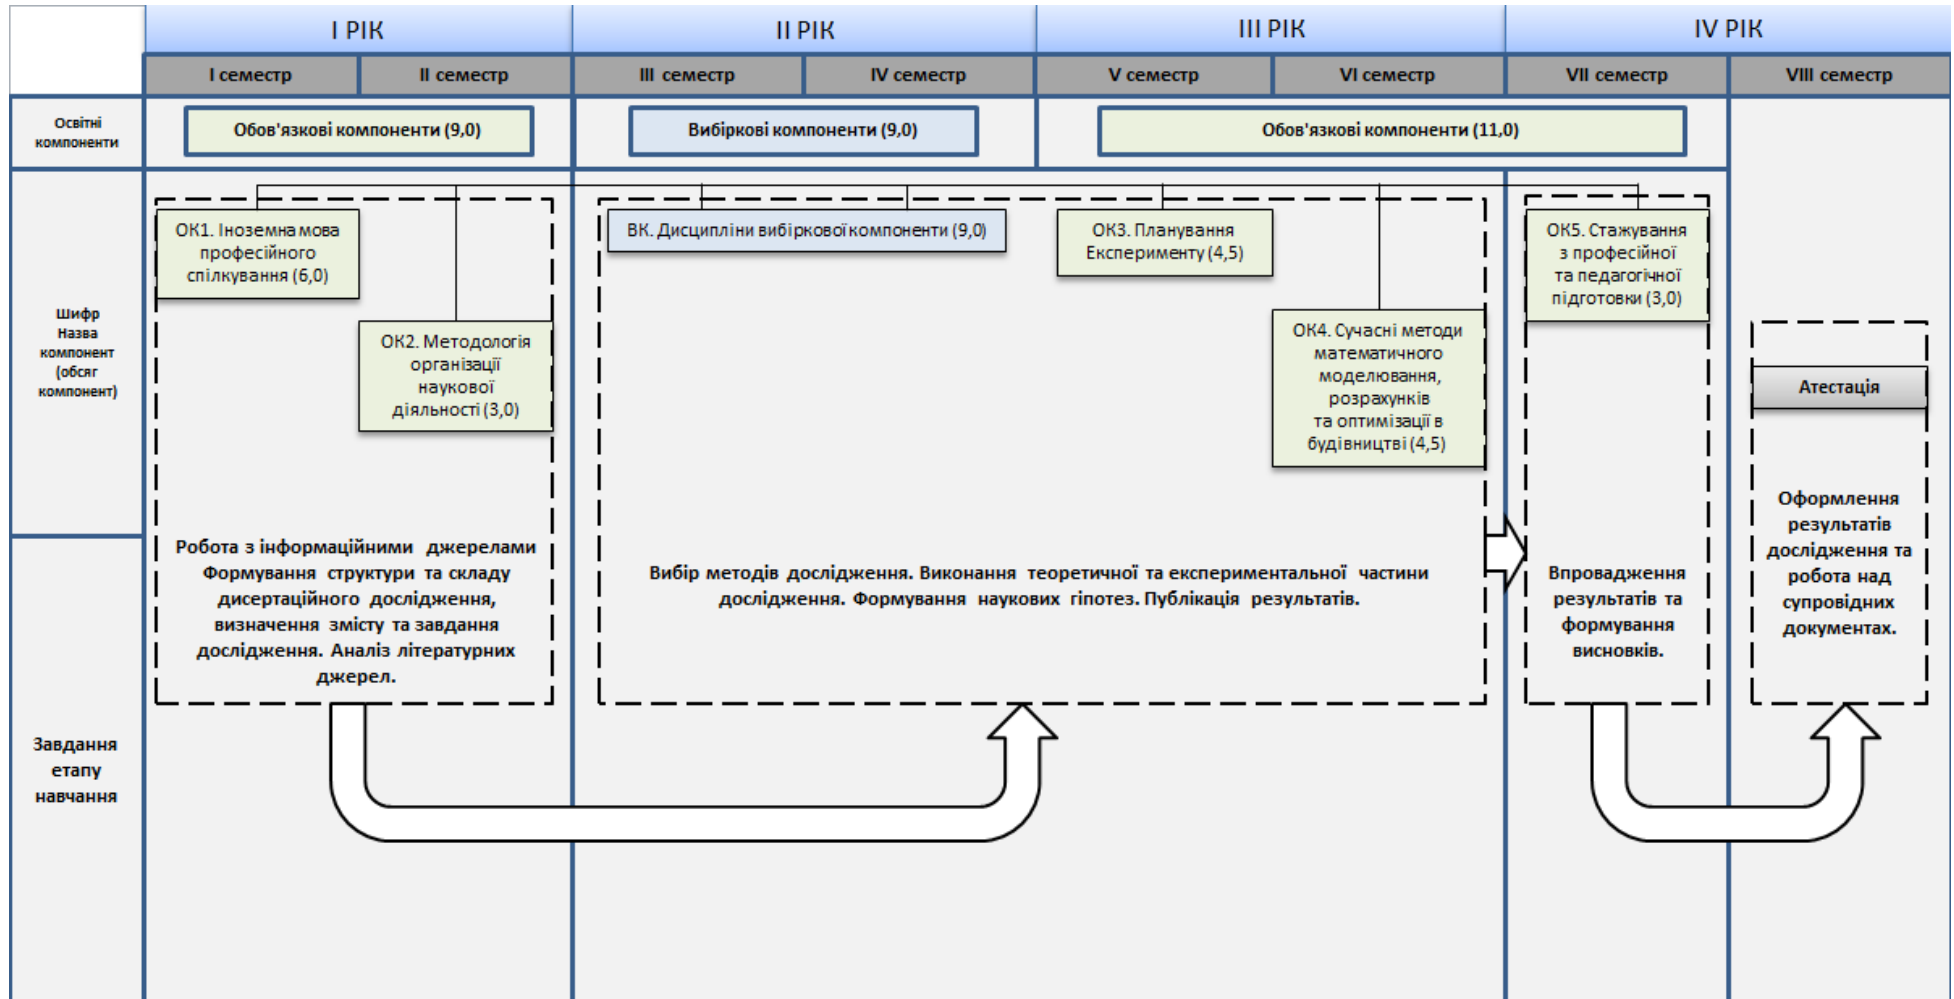 І РІК
ІІ РІК
ІІІ РІК
IV РІК
І семестр
ІІ семестр
ІІІ семестр
IV семестр
V семестр
VI семестр
VII семестр
VIII семестр
Освітні
компоненти
Обов'язкові компоненти (9,0)
Вибіркові компоненти (9,0)
Обов'язкові компоненти (11,0)
Шифр
Назва
компонент
(обсяг
компонент)
ОК1. Іноземна мова
професійного
спілкування (6,0)
ОК2. Методологія
організації
наукової
діяльності (3,0)
ВК. Дисципліни вибіркової компоненти (9,0)
ОК3. Планування
Експерименту (4,5)
ОК4. Сучасні методи
математичного
моделювання,
розрахунків
та оптимізації в
будівництві (4,5)
ОК5. Стажування
з професійної
та педагогічної
підготовки (3,0)
Атестація
Завдання
етапу
навчання
Робота з інформаційними джерелами
Формування структури та складу
дисертаційного дослідження,
визначення змісту та завдання
дослідження. Аналіз літературних
джерел.
Вибір методів дослідження. Виконання теоретичної та експериментальної частини
дослідження. Формування наукових гіпотез. Публікація результатів.
Впровадження
результатів та
формування
висновків.
Оформлення
результатів
дослідження та
робота над
супровідних
документах.